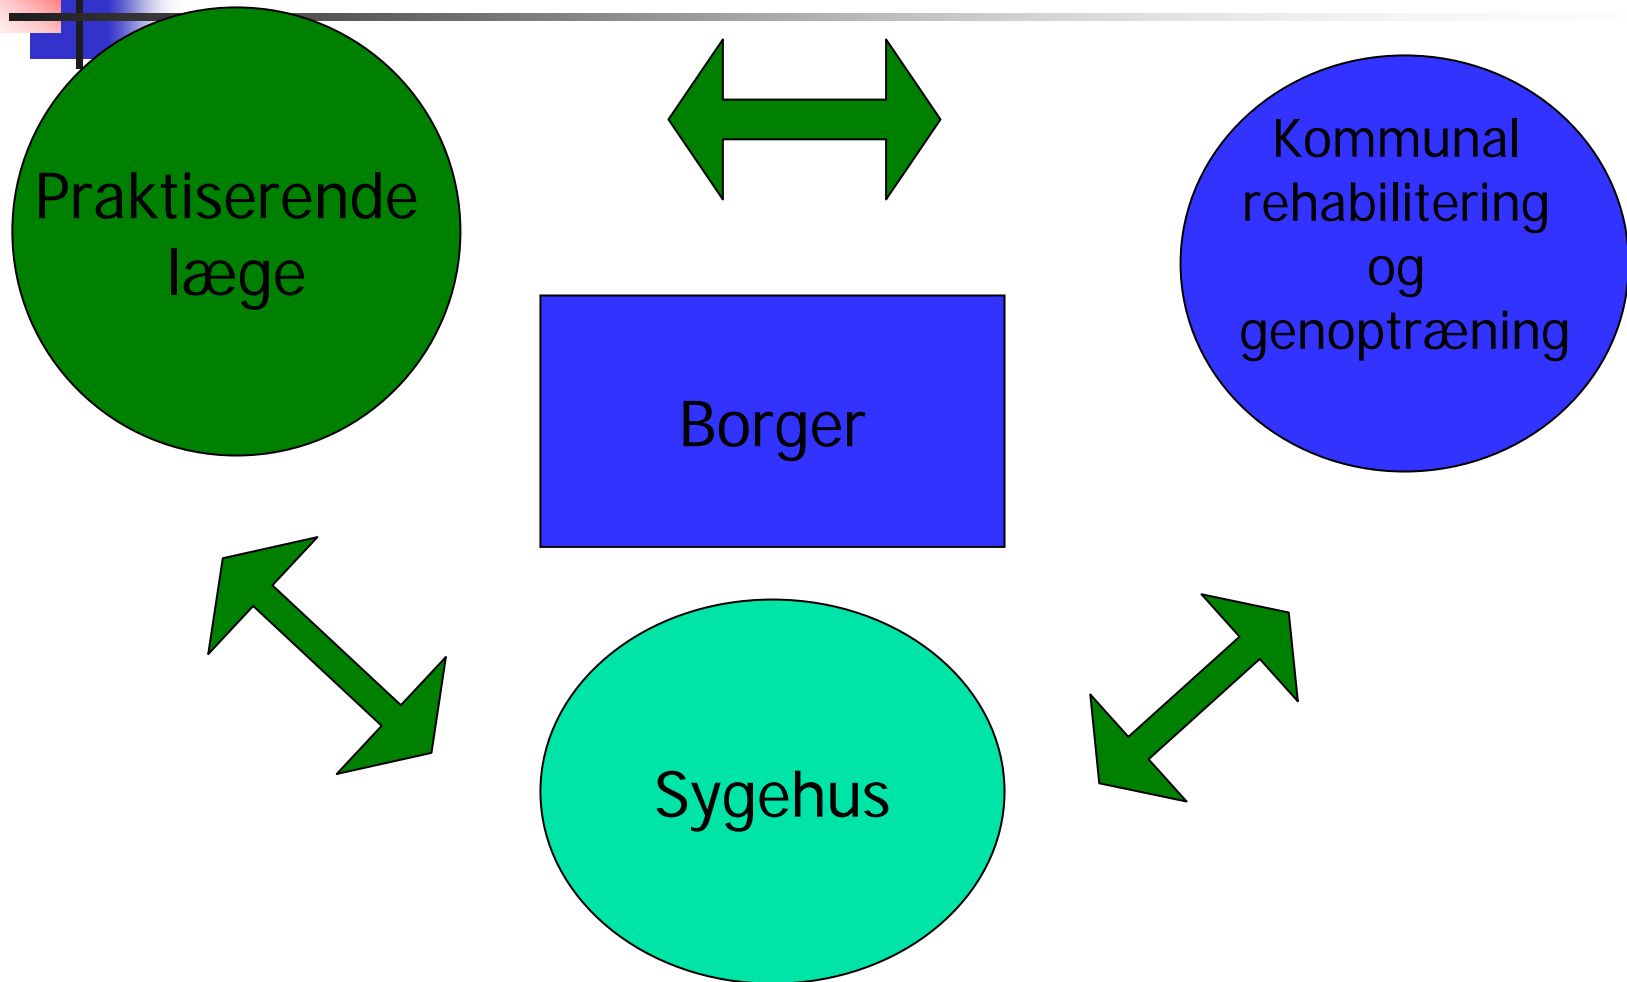 Praktiserende
læge
Kommunal
rehabilitering
og
genoptræning
Borger
Sygehus